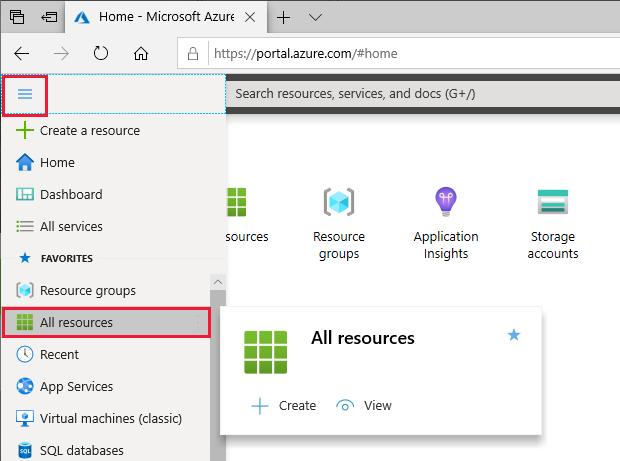 Home - Microsoft Azure
https://portal.azure.com/#home
Search resources, services, and docs (G+/)
Create a resource
Home
Dashboard
All services
FAVORITES
Resource groups
All resources
Recent
App Services
Virtual machines (classic)
SQL databases
sources
Resource
groups
Application
Insights
Storage
accounts
All resources
Create
View